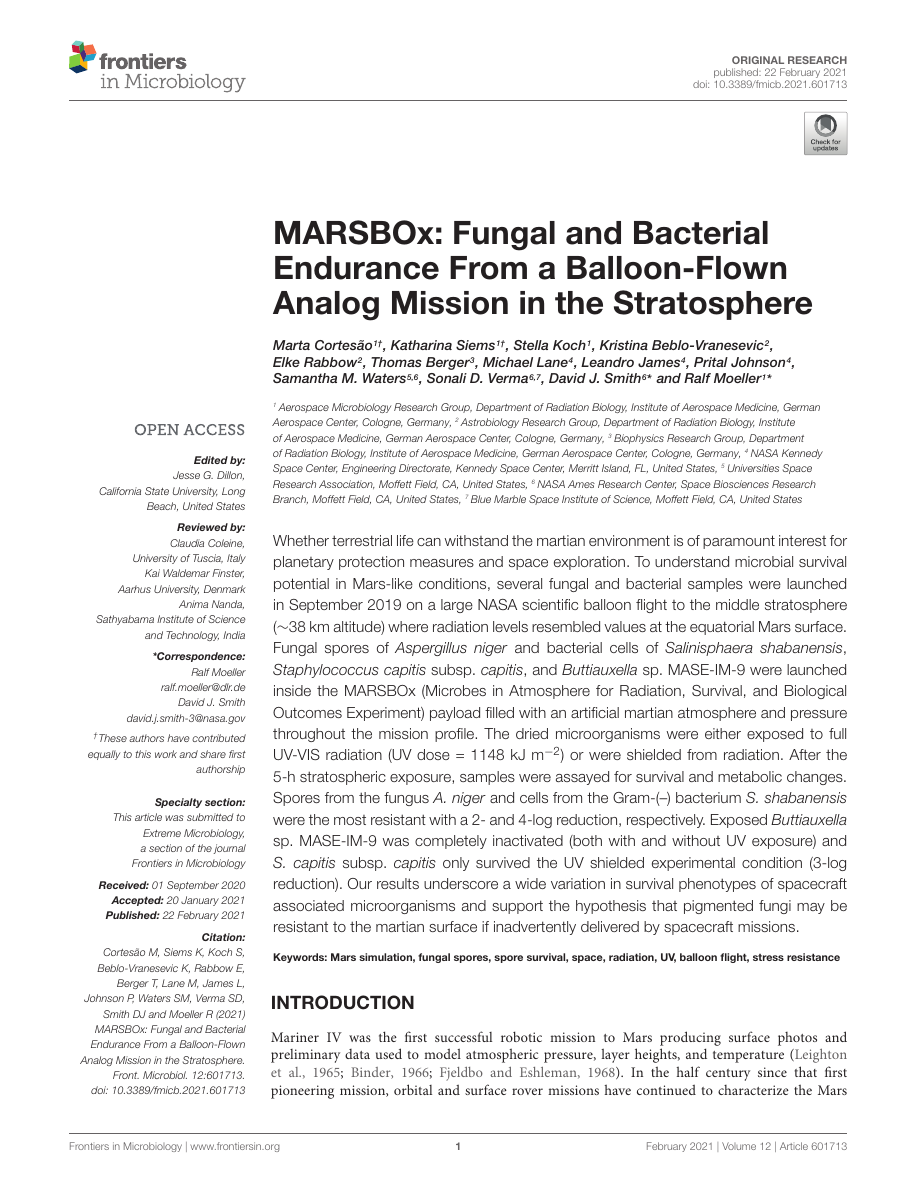 frontiers
in Microbiology
ORIGINAL RESEARCH
published: 22 February 2021
doi: 10.3389/fmicb.2021.601713
Check for
updates
MARSBOx: Fungal and Bacterial
Endurance From a Balloon-Flown
Analog Mission in the Stratosphere
Marta Cortesão1†, Katharina Siems1†, Stella Koch1, Kristina Beblo-Vranesevic2,
Elke Rabbow2, Thomas Berger3, Michael Lane4, Leandro James4, Prital Johnson4,
Samantha M. Waters5,6, Sonali D. Verma6,7, David J. Smith6* and Ralf Moeller1*
1 Aerospace Microbiology Research Group, Department of Radiation Biology, Institute of Aerospace Medicine, German
Aerospace Center, Cologne, Germany, 2 Astrobiology Research Group, Department of Radiation Biology, Institute
of Aerospace Medicine, German Aerospace Center, Cologne, Germany, 3 Biophysics Research Group, Department
of Radiation Biology, Institute of Aerospace Medicine, German Aerospace Center, Cologne, Germany, 4 NASA Kennedy
Space Center, Engineering Directorate, Kennedy Space Center, Merritt Island, FL, United States, 5 Universities Space
Research Association, Moffett Field, CA, United States, 6 NASA Ames Research Center, Space Biosciences Research
Branch, Moffett Field, CA, United States, 7 Blue Marble Space Institute of Science, Moffett Field, CA, United States
OPEN ACCESS
Edited by:
Jesse G. Dillon,
California State University, Long
Beach, United States
Reviewed by:
Claudia Coleine,
University of Tuscia, Italy
Kai Waldemar Finster,
Aarhus University, Denmark
Anima Nanda,
Sathyabama Institute of Science
and Technology, India
*Correspondence:
Ralf Moeller
ralf.moeller@dlr.de
David J. Smith
david.j.smith-3@nasa.gov
†These authors have contributed
equally to this work and share first
authorship
Specialty section:
This article was submitted to
Extreme Microbiology,
a section of the journal
Frontiers in Microbiology
Received: 01 September 2020
Accepted: 20 January 2021
Published: 22 February 2021
Citation:
Cortesão M, Siems K, Koch S,
Beblo-Vranesevic K, Rabbow E,
Berger T, Lane M, James L,
Johnson P, Waters SM, Verma SD,
Smith DJ and Moeller R (2021)
MARSBOx: Fungal and Bacterial
Endurance From a Balloon-Flown
Analog Mission in the Stratosphere.
Front. Microbiol. 12:601713.
doi: 10.3389/fmicb.2021.601713
Whether terrestrial life can withstand the martian environment is of paramount interest for
planetary protection measures and space exploration. To understand microbial survival
potential in Mars-like conditions, several fungal and bacterial samples were launched
in September 2019 on a large NASA scientific balloon flight to the middle stratosphere
(∼38 km altitude) where radiation levels resembled values at the equatorial Mars surface.
Fungal spores of Aspergillus niger and bacterial cells of Salinisphaera shabanensis,
Staphylococcus capitis subsp. capitis, and Buttiauxella sp. MASE-IM-9 were launched
inside the MARSBOx (Microbes in Atmosphere for Radiation, Survival, and Biological
Outcomes Experiment) payload filled with an artificial martian atmosphere and pressure
throughout the mission profile. The dried microorganisms were either exposed to full
UV-VIS radiation (UV dose = 1148 kJ m−2) or were shielded from radiation. After the
5-h stratospheric exposure, samples were assayed for survival and metabolic changes.
Spores from the fungus A. niger and cells from the Gram-(–) bacterium S. shabanensis
were the most resistant with a 2- and 4-log reduction, respectively. Exposed Buttiauxella
sp. MASE-IM-9 was completely inactivated (both with and without UV exposure) and
S. capitis subsp. capitis only survived the UV shielded experimental condition (3-log
reduction). Our results underscore a wide variation in survival phenotypes of spacecraft
associated microorganisms and support the hypothesis that pigmented fungi may be
resistant to the martian surface if inadvertently delivered by spacecraft missions.
Keywords: Mars simulation, fungal spores, spore survival, space, radiation, UV, balloon flight, stress resistance
INTRODUCTION
Mariner IV was the first successful robotic mission to Mars producing surface photos and
preliminary data used to model atmospheric pressure, layer heights, and temperature (Leighton
et al., 1965; Binder, 1966; Fjeldbo and Eshleman, 1968). In the half century since that first
pioneering mission, orbital and surface rover missions have continued to characterize the Mars
Frontiers in Microbiology | www.frontiersin.org
1
February 2021 | Volume 12 | Article 601713